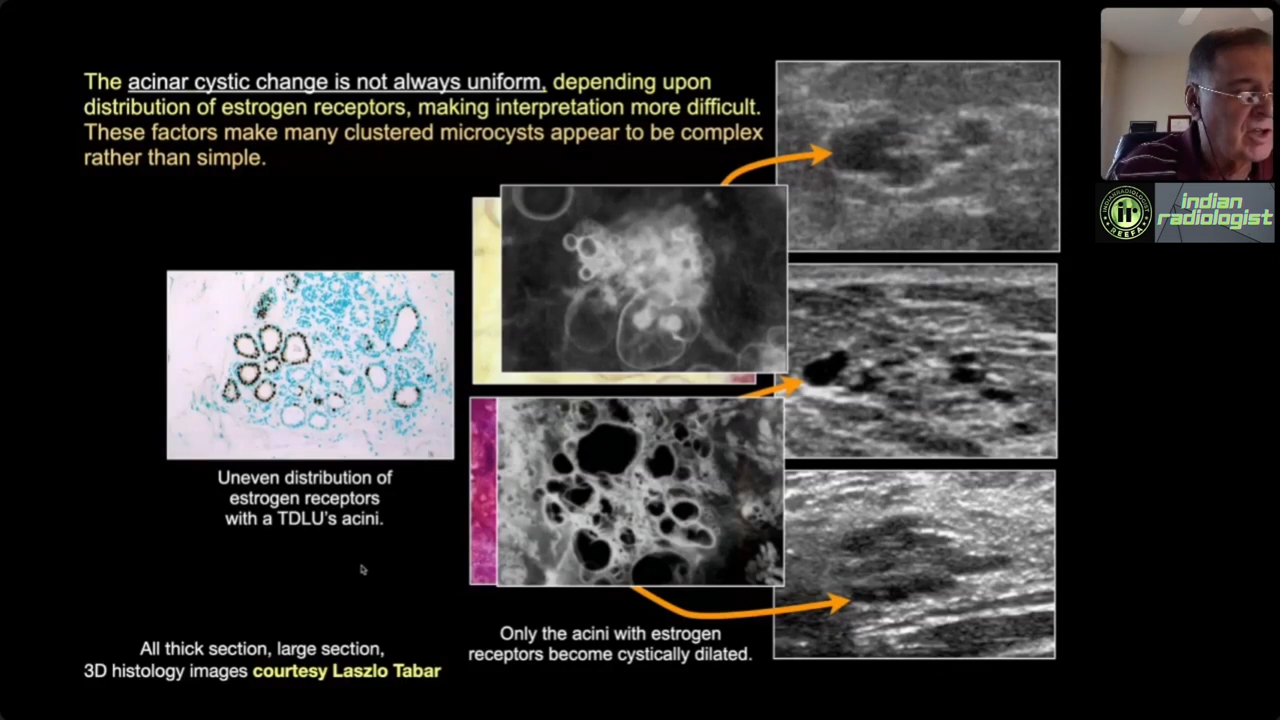 The acinar cystic change is not always uniform, depending upon
distribution of estrogen receptors, making interpretation more difficult.
These factors make many clustered microcysts appear to be complex
rather than simple.
indian
radiologist
INDIANRADIOLOGIST
ir
REEFA
Uneven distribution of
estrogen receptors
with a TDLU's acini.
Only the acini with estrogen
receptors become cystically dilated.
All thick section, large section,
3D histology images courtesy Laszlo Tabar